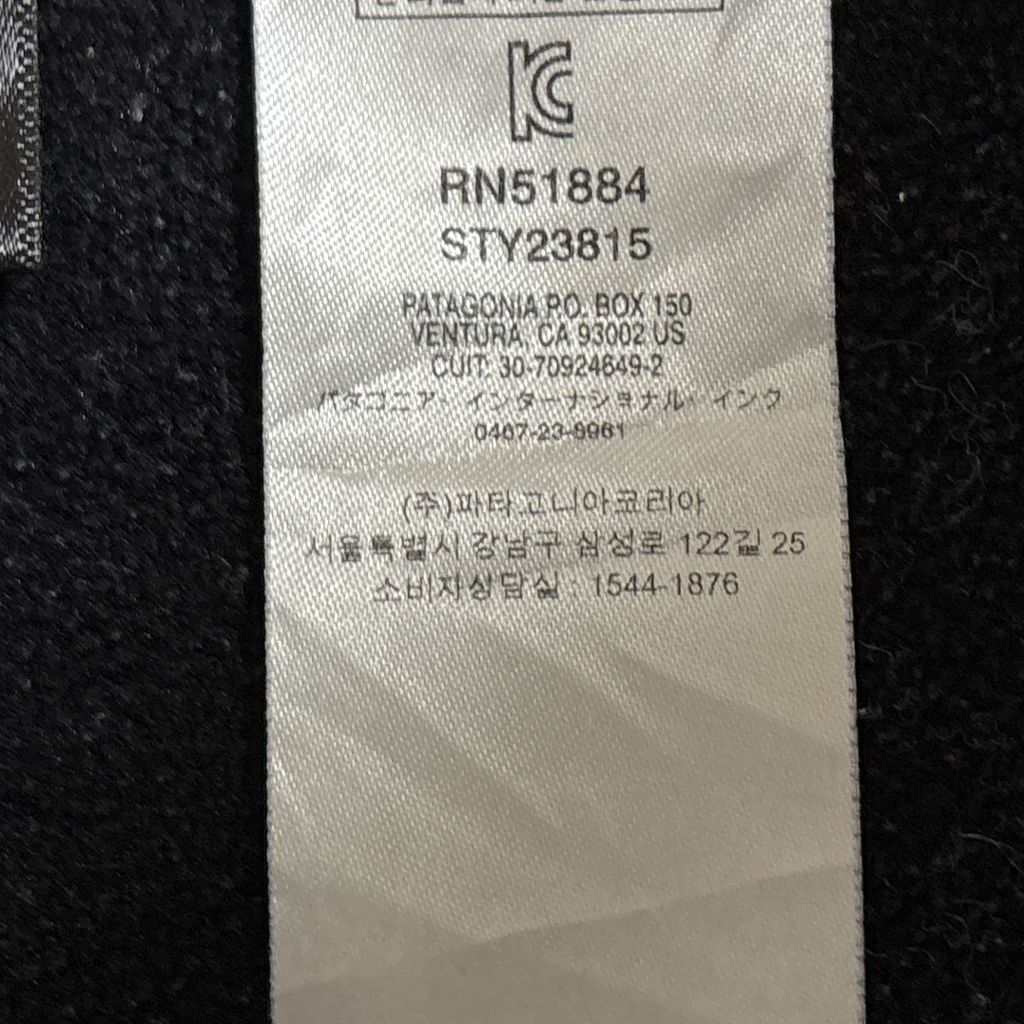 RN51884
STY23815
PATAGONIA P.O. BOX 150
VENTURA, CA 93002 US
CUIT: 30-70924649-2
パタゴニア・インターナショナル・インク
0467-23-8961
(주)파타고니아코리아
서울특별시 강남구 삼성로 122길 25
소비자상담실 : 1544-1876